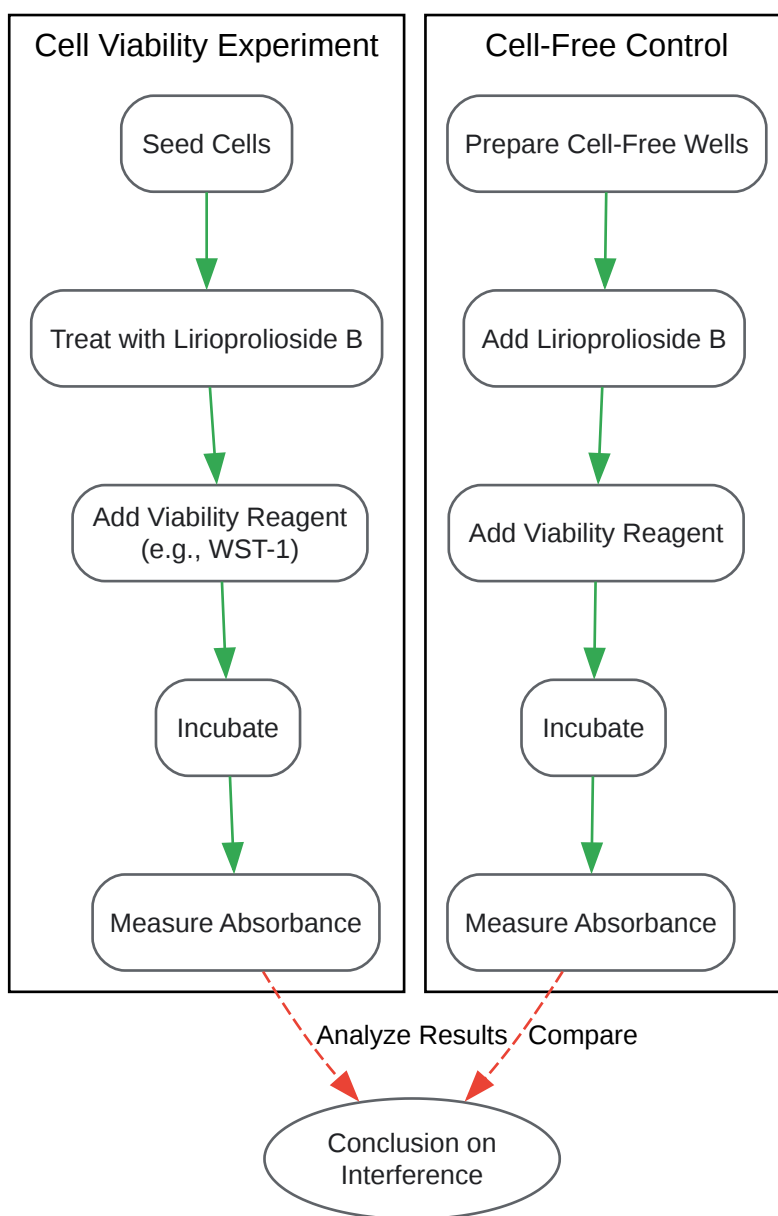 Cell Viability Experiment
Seed Cells
Treat with Lirioprolioside B
Add Viability Reagent
(e.g., WST-1)
Incubate
Measure Absorbance
Cell-Free Control
Prepare Cell-Free Wells
Add Lirioprolioside B
Add Viability Reagent
Incubate
Measure Absorbance
Analyze Results
Compare
Conclusion on
Interference